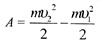 A = mv₂²/2 − mv₁²/2